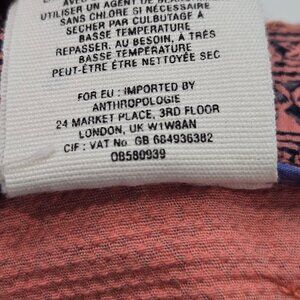 UTILISER UN AGENT DE
SANS CHLORE SI NÉCESSAIRE
SECHER PAR CULBUTAGE À
BASSE TEMPÉRATURE
REPASSER, AU BESOIN, À TRÈS
BASSE TEMPÉRATURE
PEUT-ÊTRE ÊTRE NETTOYÉ SEC
FOR EU : IMPORTED BY
ANTHROPOLOGIE
24 MARKET PLACE, 3RD FLOOR
LONDON, UK W1W8AN
CIF : VAT No. GB 684936382
OB580939